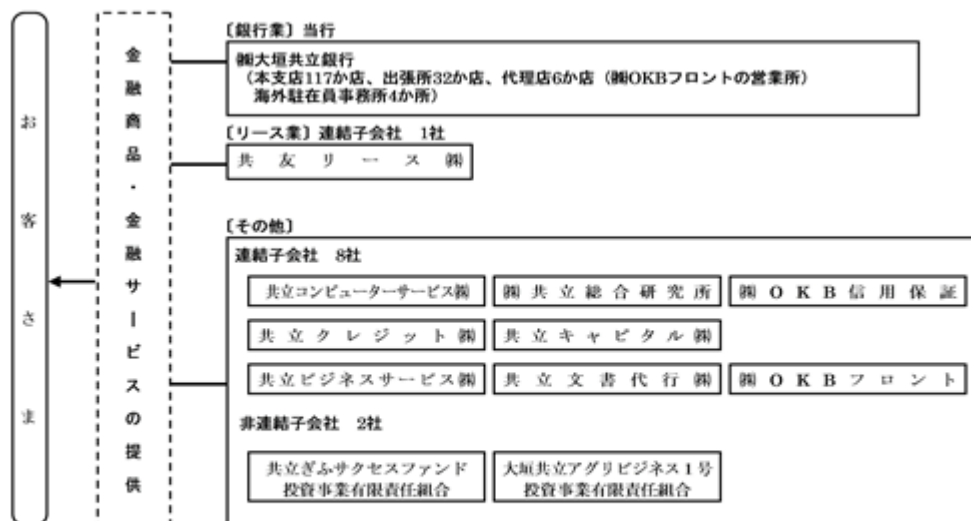 お客さま
金融商品・金融サービスの提供
〔銀行業〕当行
㈱大垣共立銀行
（本支店117か店、出張所32か店、代理店6か店（㈱OKBフロントの営業所）
海外駐在員事務所4か所）
〔リース業〕連結子会社 1社
共友リース㈱
〔その他〕
連結子会社 8社
共立コンピューターサービス㈱ ㈱共立総合研究所 ㈱OKB信用保証
共立クレジット㈱ 共立キャピタル㈱
共立ビジネスサービス㈱ 共立文書代行㈱ ㈱OKBフロント
非連結子会社 2社
共立ぎふサクセスファンド
投資事業有限責任組合
大垣共立アグリビジネス1号
投資事業有限責任組合